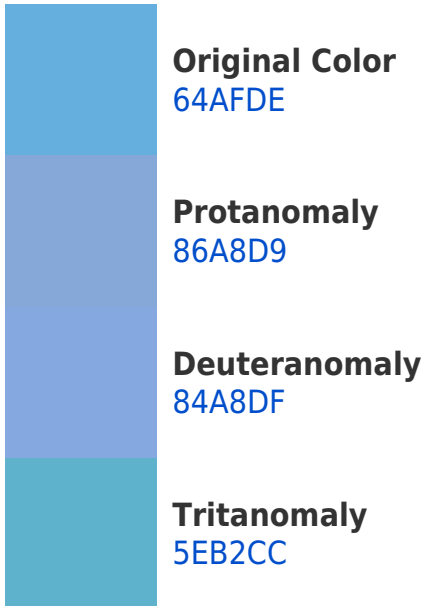 Original Color
64AFDE
Protanomaly
86A8D9
Deuteranomaly
84A8DF
Tritanomaly
5EB2CC